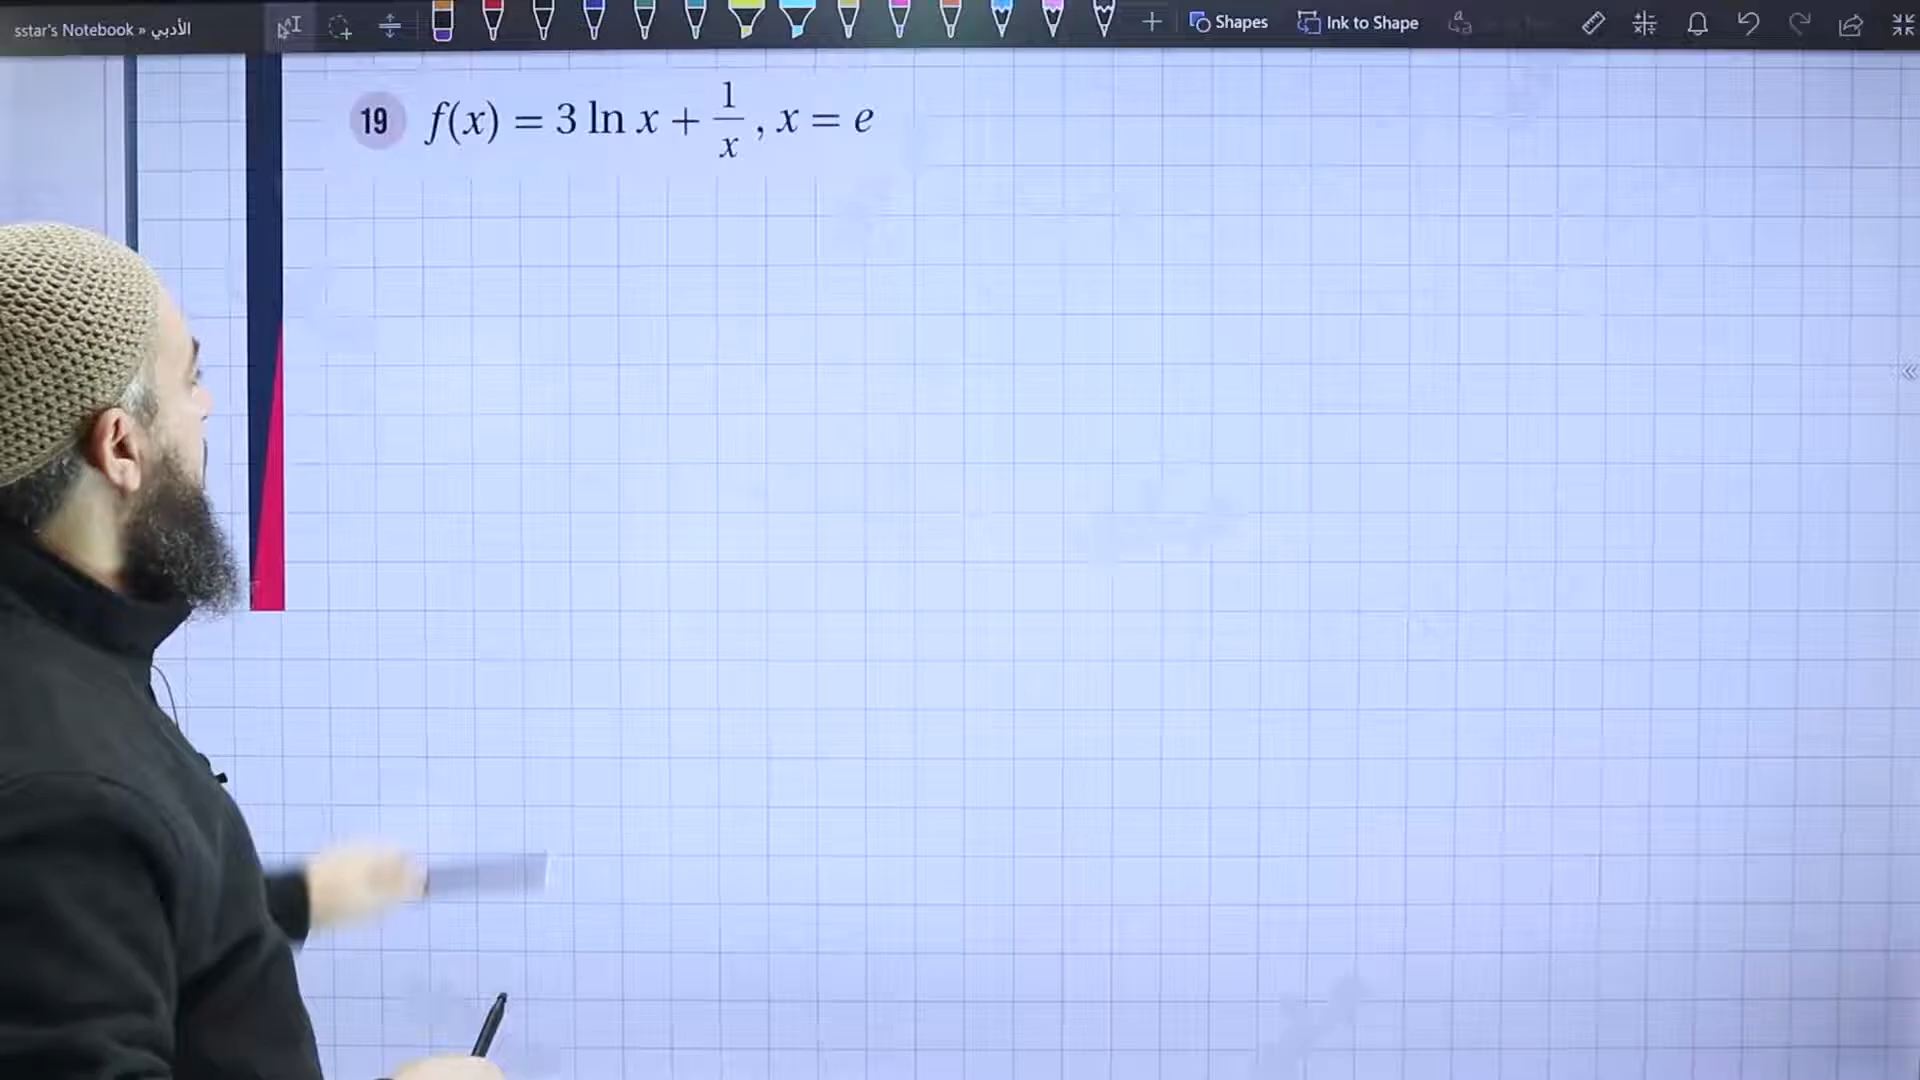 sstar's Notebook » الأدبي
Shapes
Ink to Shape
19 f(x) = 3 ln x + 1/x , x = e